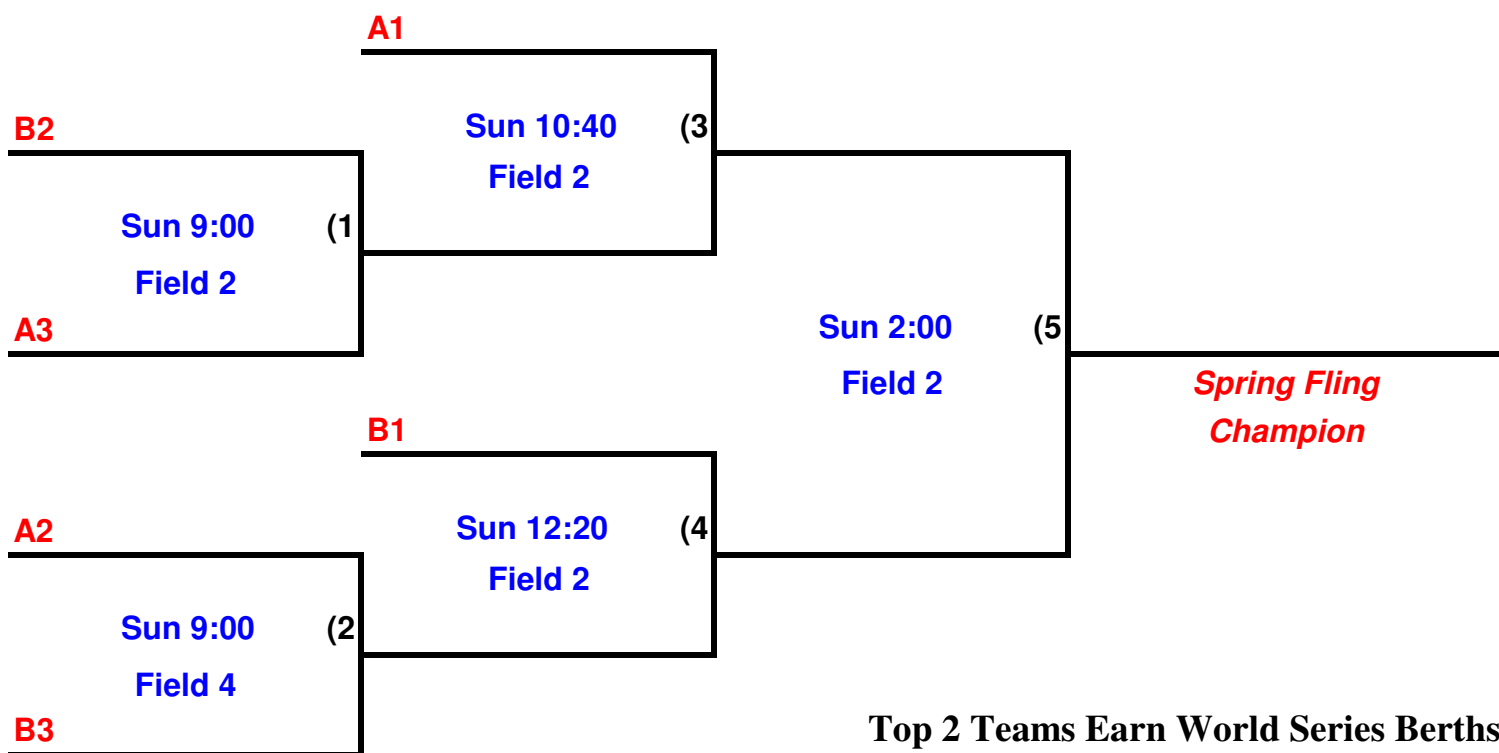 A1
B2
Sun 10:40
(3
Field 2
Sun 9:00
(1
Field 2
A3
Sun 2:00
(5
Field 2
Spring Fling
Champion
B1
A2
Sun 12:20
(4
Field 2
Sun 9:00
(2
Field 4
B3
Top 2 Teams Earn World Series Berths